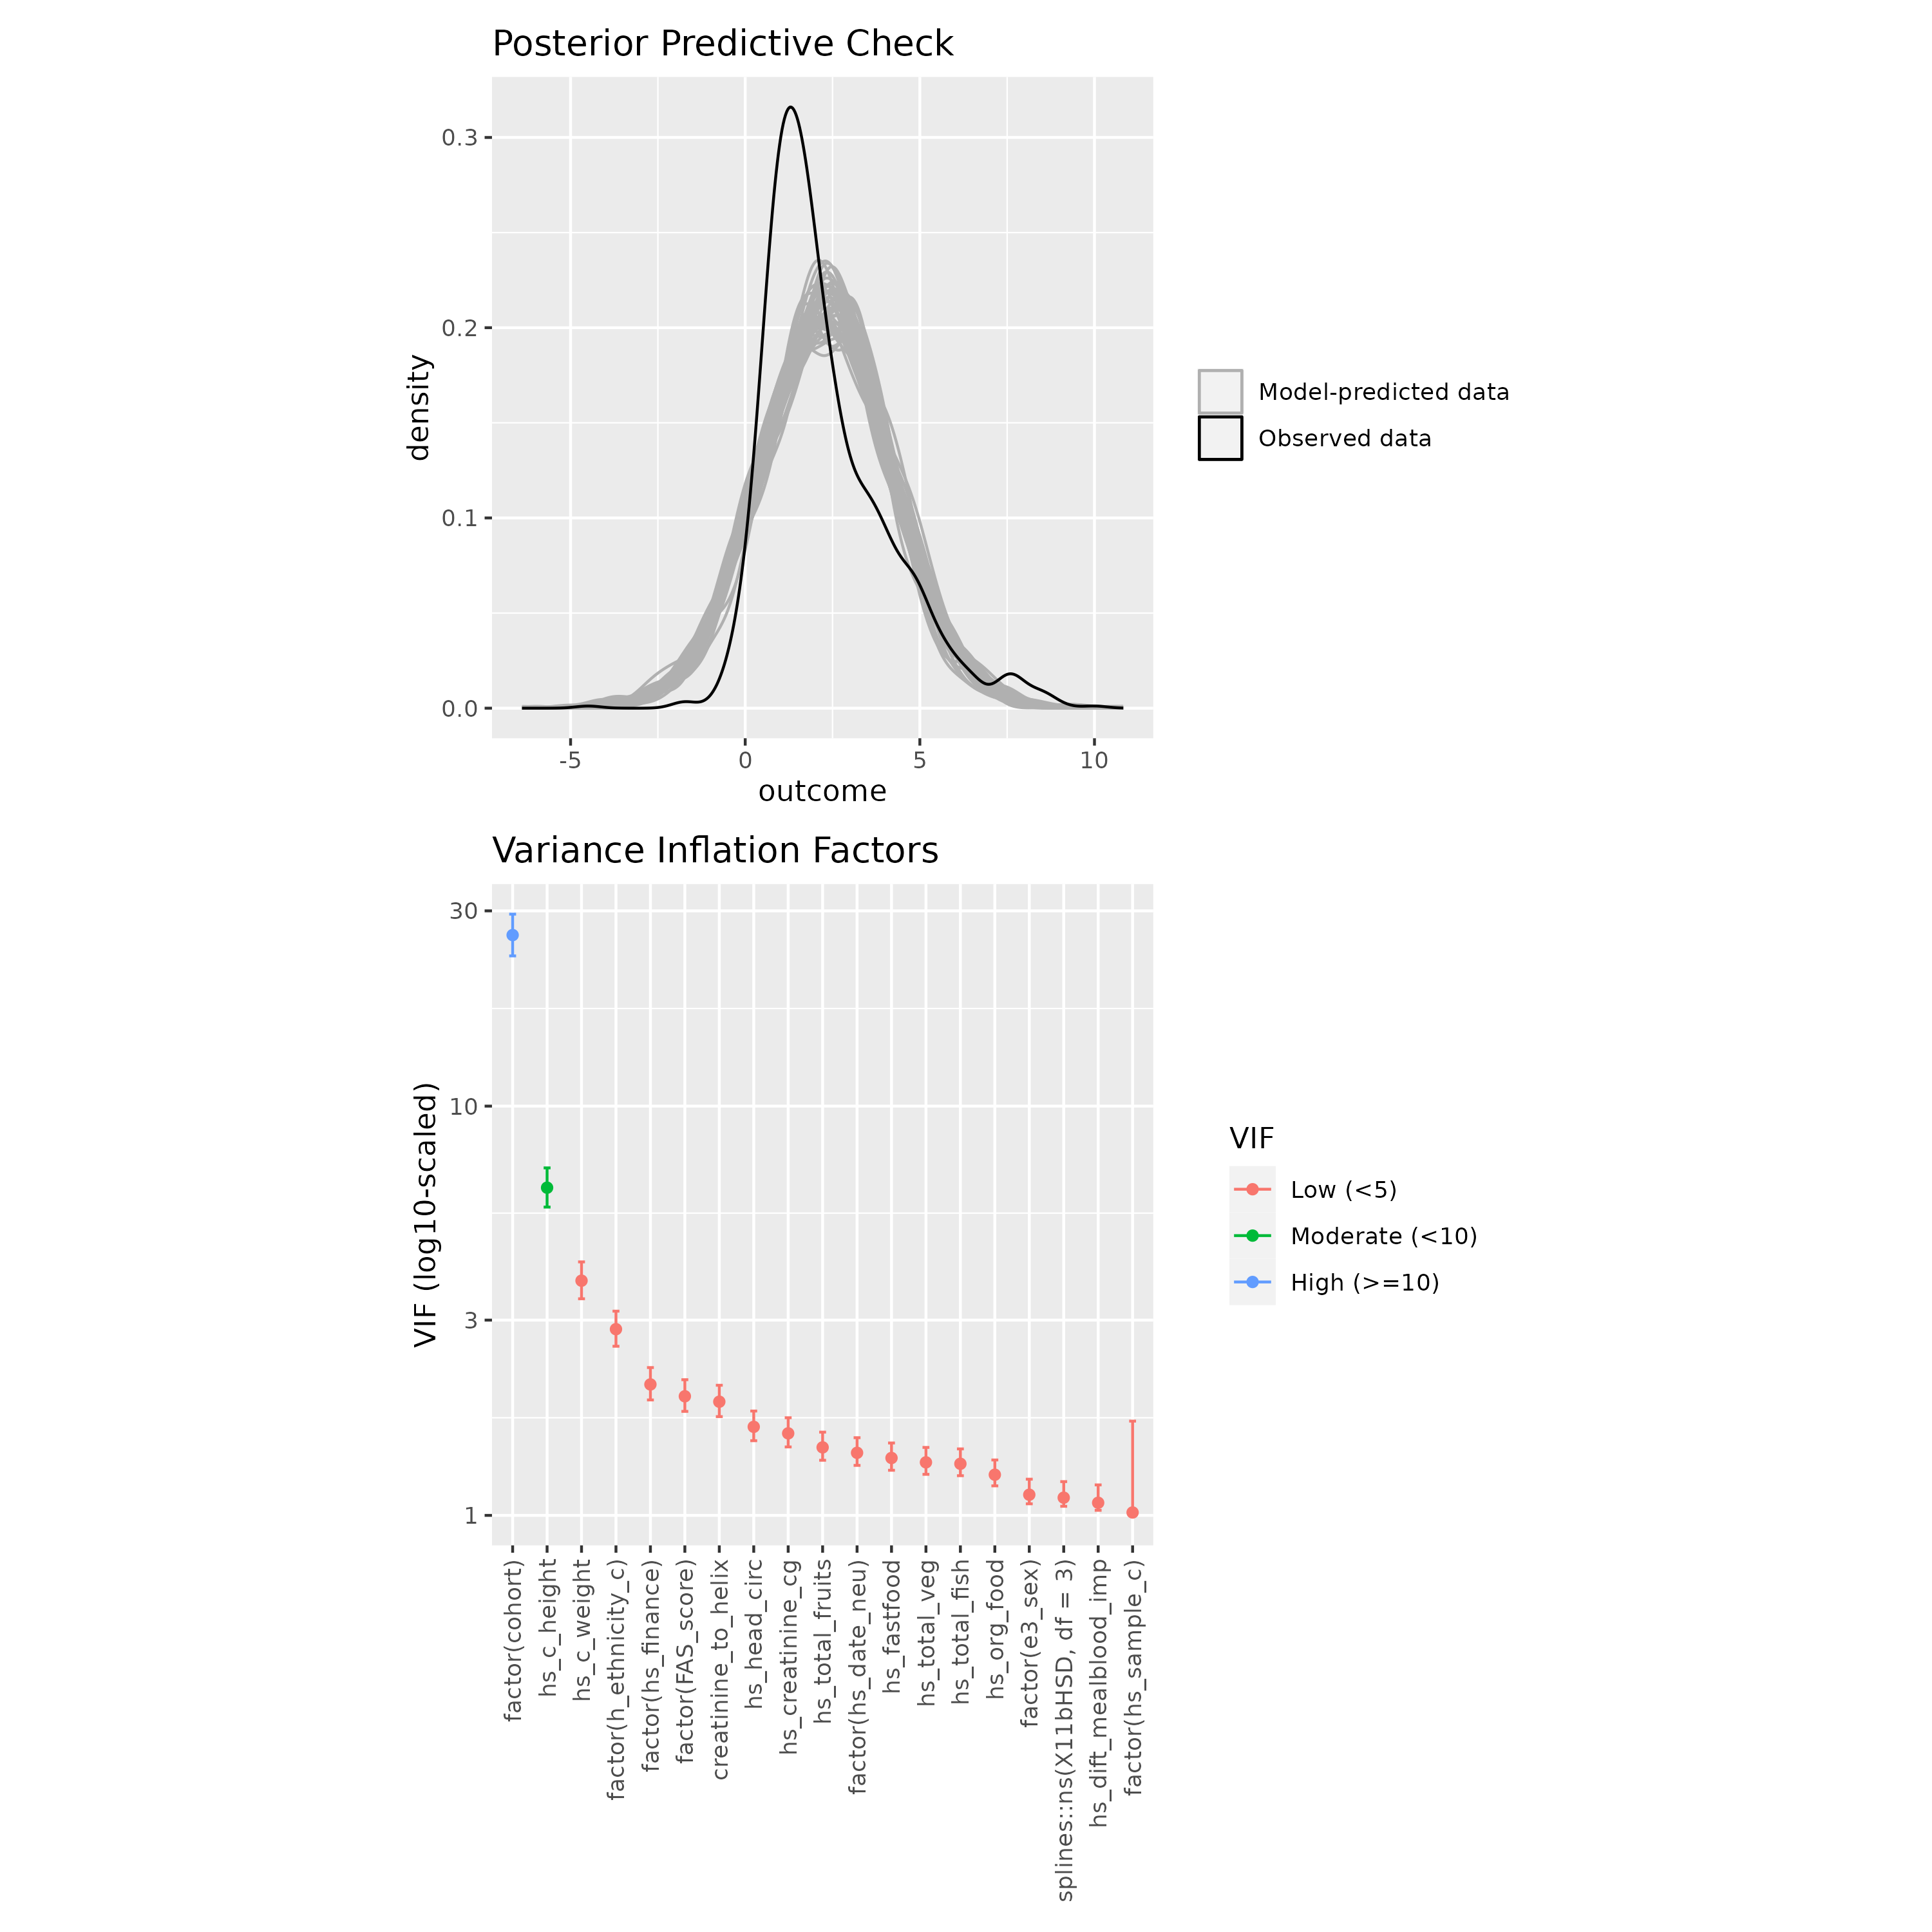 Posterior Predictive Check
0.3
0.2
0.1
0.0
density
-5
0
5
10
outcome
Model-predicted data
Observed data
Variance Inflation Factors
30
10
3
1
VIF (log10-scaled)
factor(cohort)
hs_c_height
hs_c_weight
factor(h_ethnicity_c)
factor(hs_finance)
factor(FAS_score)
creatinine_to_helix
hs_head_circ
hs_creatinine_cg
hs_total_fruits
factor(hs_date_neu)
hs_fastfood
hs_total_veg
hs_total_fish
hs_org_food
factor(e3_sex)
splines::ns(X11bHSD, df = 3)
hs_dift_mealblood_imp
factor(hs_sample_c)
VIF
Low (<5)
Moderate (<10)
High (>=10)